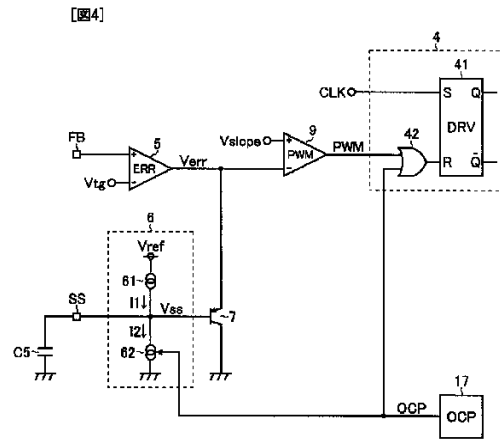 [図4]
4
41
CLK
S
Q
DRV
R
Q̅
42
FB
5
ERR
+
-
Vtg
Verr
Vslope
9
+
-
PWM
PWM
6
Vref
61~
I1↓
SS
Vss
~7
I2↓
62~
C5~
OCP
17
OCP